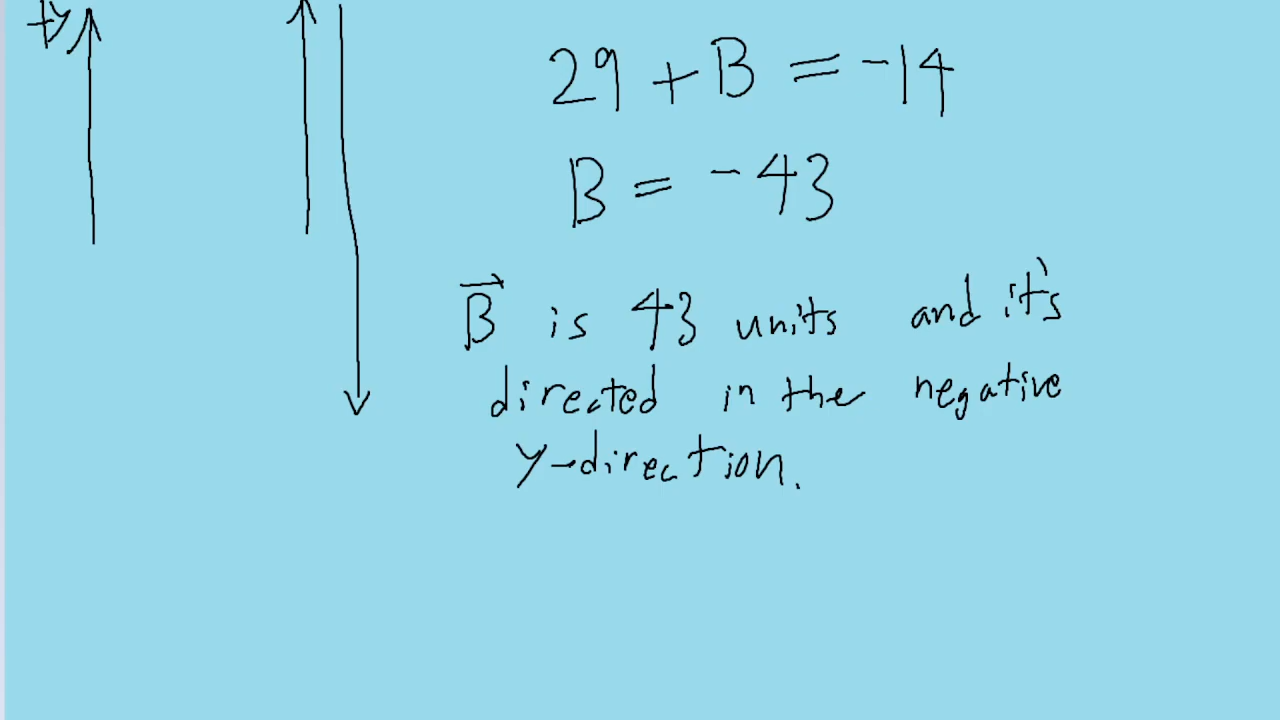 +y
29 + B = -14
B = -43
B⃗ is 43 units and it's
directed in the negative
y-direction.